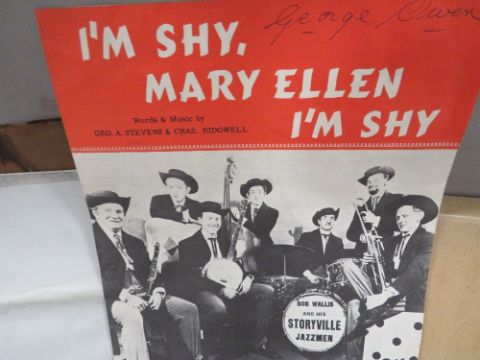 George Owen
I'M SHY,
MARY ELLEN
I'M SHY
Words & Music by
GEO. A. STEVENS & CHAS. RIDGWELL
BOB WALLIS
AND HIS
STORYVILLE
JAZZMEN